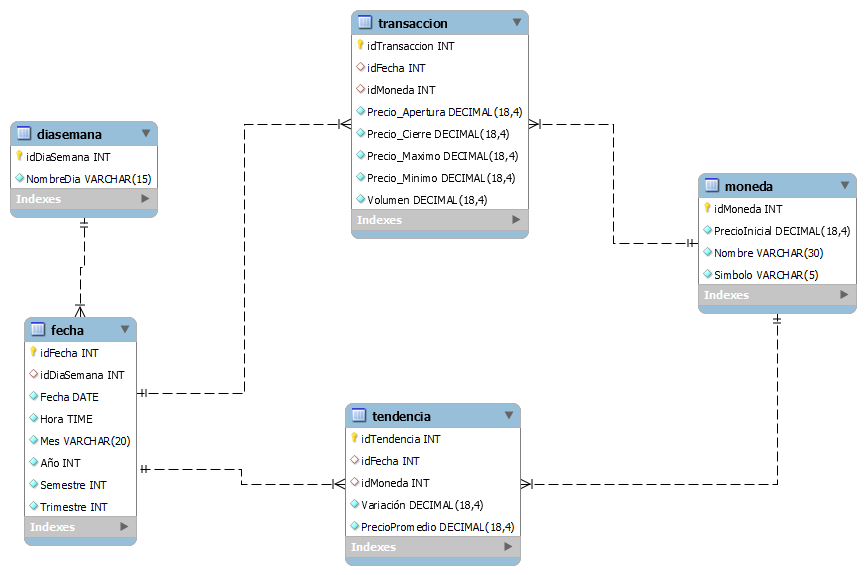 transaccion
idTransaccion INT
idFecha INT
idMoneda INT
Precio_Apertura DECIMAL(18,4)
Precio_Cierre DECIMAL(18,4)
Precio_Maximo DECIMAL(18,4)
Precio_Minimo DECIMAL(18,4)
Volumen DECIMAL(18,4)
Indexes
diasemana
idDiaSemana INT
NombreDia VARCHAR(15)
Indexes
moneda
idMoneda INT
PrecioInicial DECIMAL(18,4)
Nombre VARCHAR(30)
Simbolo VARCHAR(5)
Indexes
fecha
idFecha INT
idDiaSemana INT
Fecha DATE
Hora TIME
Mes VARCHAR(20)
Año INT
Semestre INT
Trimestre INT
Indexes
tendencia
idTendencia INT
idFecha INT
idMoneda INT
Variación DECIMAL(18,4)
PrecioPromedio DECIMAL(18,4)
Indexes